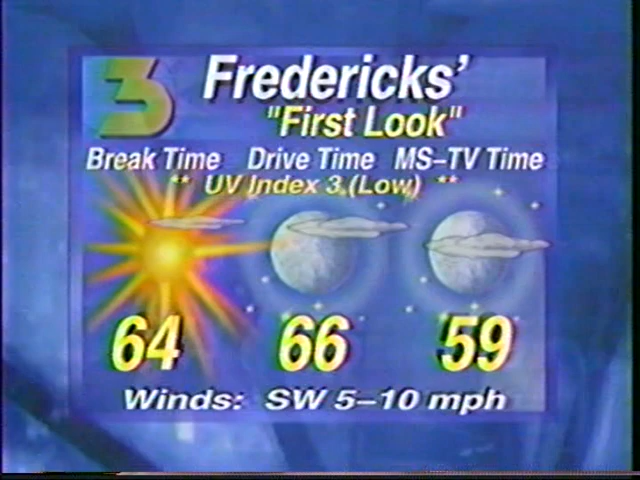 3
Fredericks'
"First Look"
Break Time Drive Time MS-TV Time
** UV Index 3 (Low) **
64 66 59
Winds: SW 5-10 mph